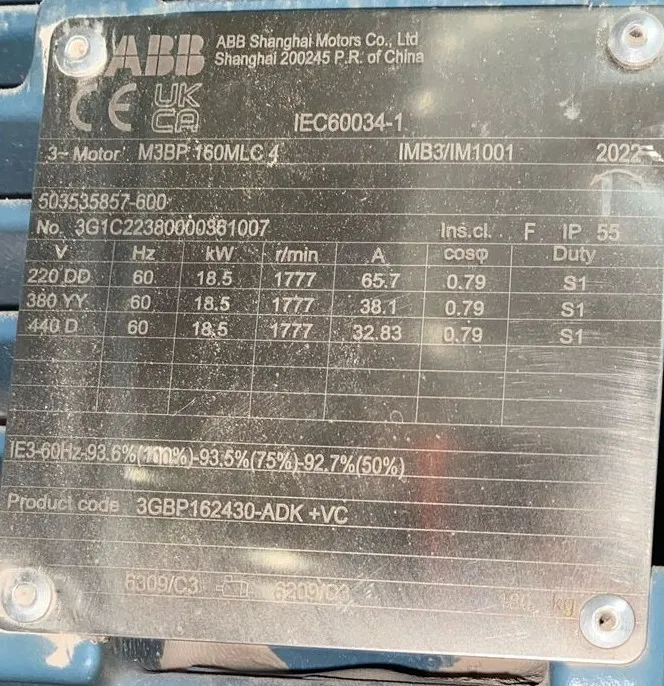 ABB ABB Shanghai Motors Co., Ltd
Shanghai 200245 P.R. of China
CE UK CA
IEC60034-1
3~ Motor M3BP 160MLC 4 IMB3/IM1001 2022
503535857-600
No. 3G1C22380000861007 Ins.cl. F IP 55
V Hz kW r/min A cosφ Duty
220 DD 60 18.5 1777 65.7 0.79 S1
380 YY 60 18.5 1777 38.1 0.79 S1
440 D 60 18.5 1777 32.83 0.79 S1
IE3-60Hz-93.6%(100%)-93.5%(75%)-92.7%(50%)
Product code 3GBP162430-ADK +VC
6309/C3 6209/C3 kg